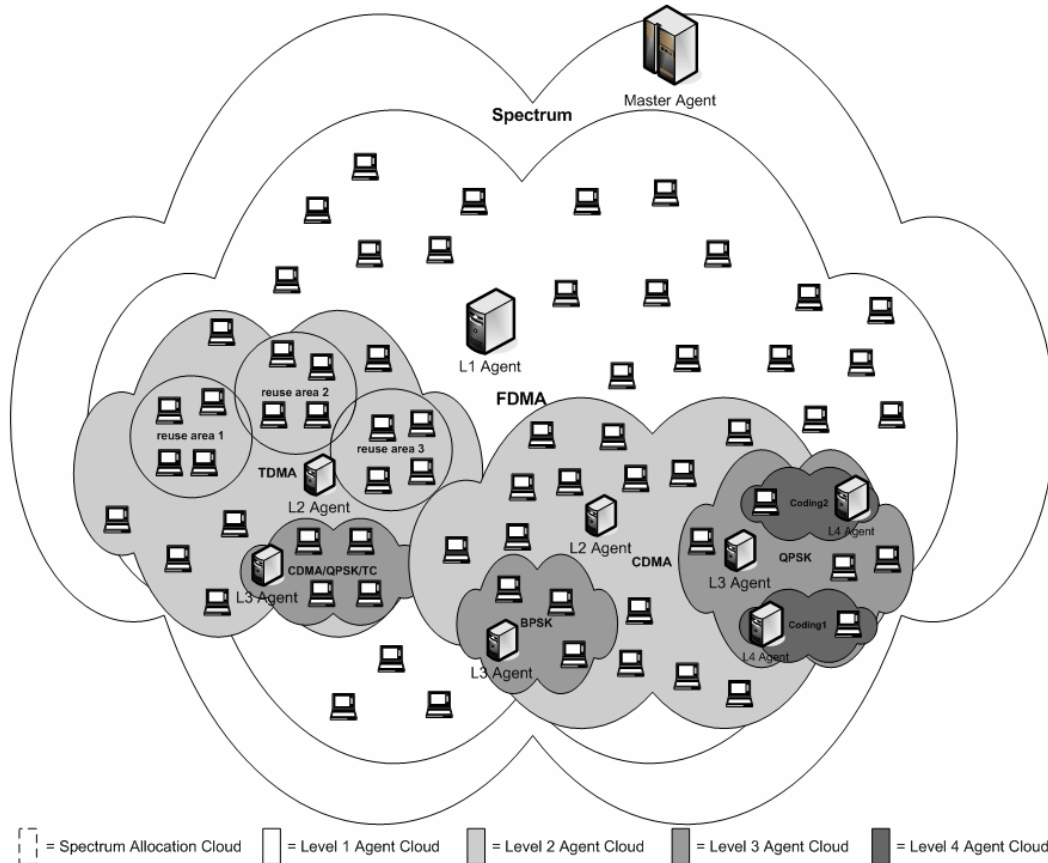 Master Agent
Spectrum
L1 Agent
FDMA
reuse area 2
reuse area 1
reuse area 3
TDMA
L2 Agent
Coding2
L4 Agent
L2 Agent
CDMA
QPSK
L3 Agent
CDMA/QPSK/TC
L3 Agent
BPSK
Coding1
L4 Agent
L3 Agent
= Spectrum Allocation Cloud
= Level 1 Agent Cloud
= Level 2 Agent Cloud
= Level 3 Agent Cloud
= Level 4 Agent Cloud